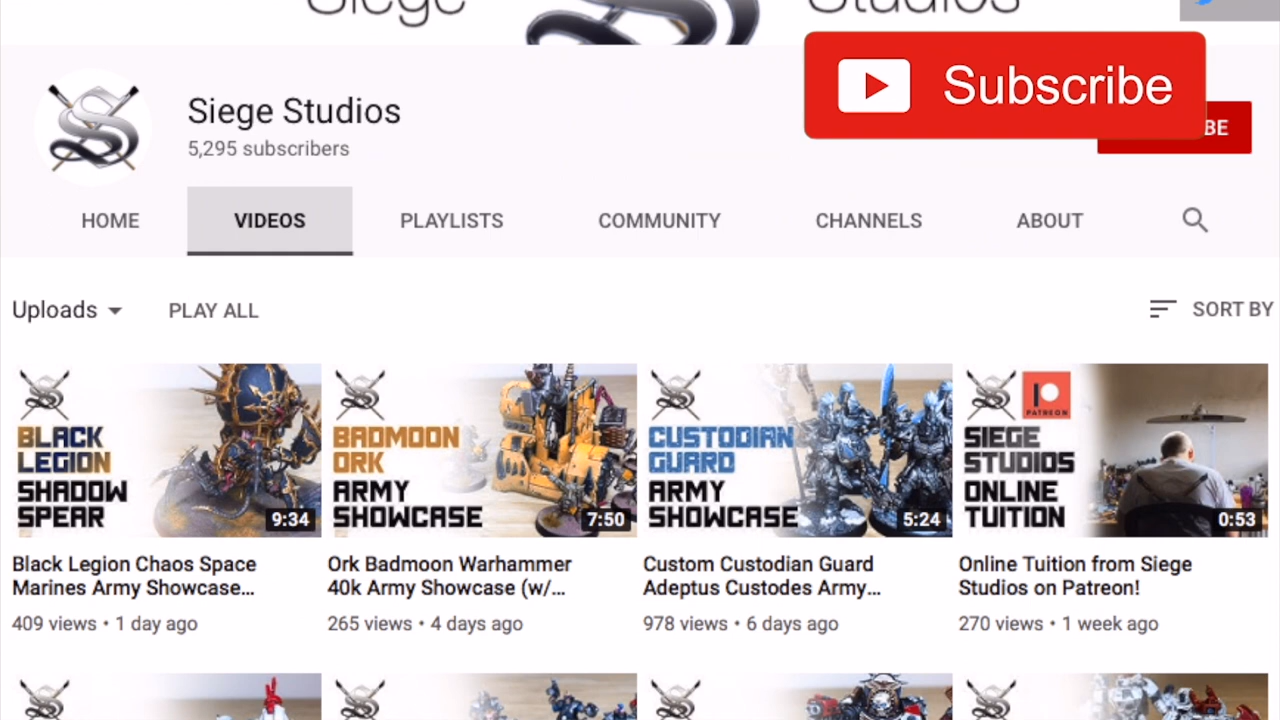 Siege Studios
Subscribe
BE
Siege Studios
5,295 subscribers
HOME VIDEOS PLAYLISTS COMMUNITY CHANNELS ABOUT
Uploads PLAY ALL SORT BY
BLACK
LEGION
SHADOW
SPEAR
9:34
BADMOON
ORK
ARMY
SHOWCASE
7:50
CUSTODIAN
GUARD
ARMY
SHOWCASE
5:24
PATREON
SIEGE
STUDIOS
ONLINE
TUITION
0:53
Black Legion Chaos Space
Marines Army Showcase...
409 views • 1 day ago
Ork Badmoon Warhammer
40k Army Showcase (w/...
265 views • 4 days ago
Custom Custodian Guard
Adeptus Custodes Army...
978 views • 6 days ago
Online Tuition from Siege
Studios on Patreon!
270 views • 1 week ago